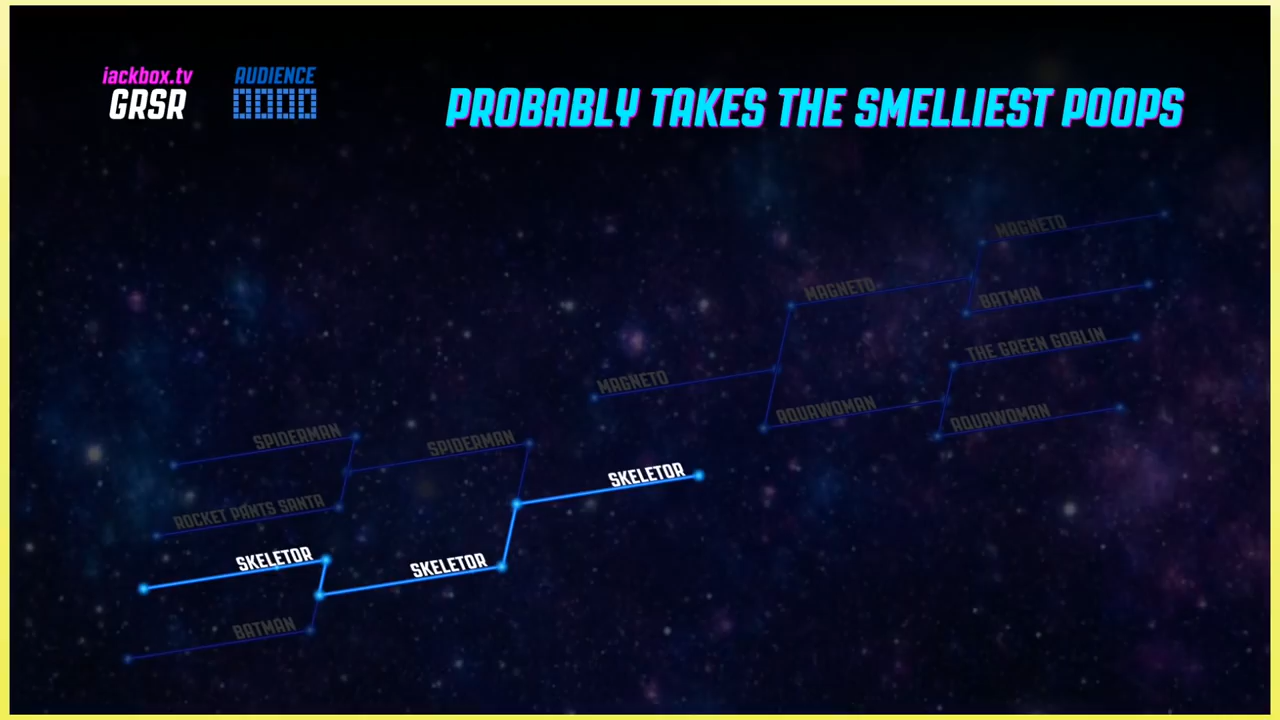 jackbox.tv
GRSR
AUDIENCE
0000
PROBABLY TAKES THE SMELLIEST POOPS
SPIDERMAN
ROCKET PANTS SANTA
SKELETOR
BATMAN
SPIDERMAN
SKELETOR
SKELETOR
MAGNETO
MAGNETO
AQUAWOMAN
MAGNETO
BATMAN
THE GREEN GOBLIN
AQUAWOMAN